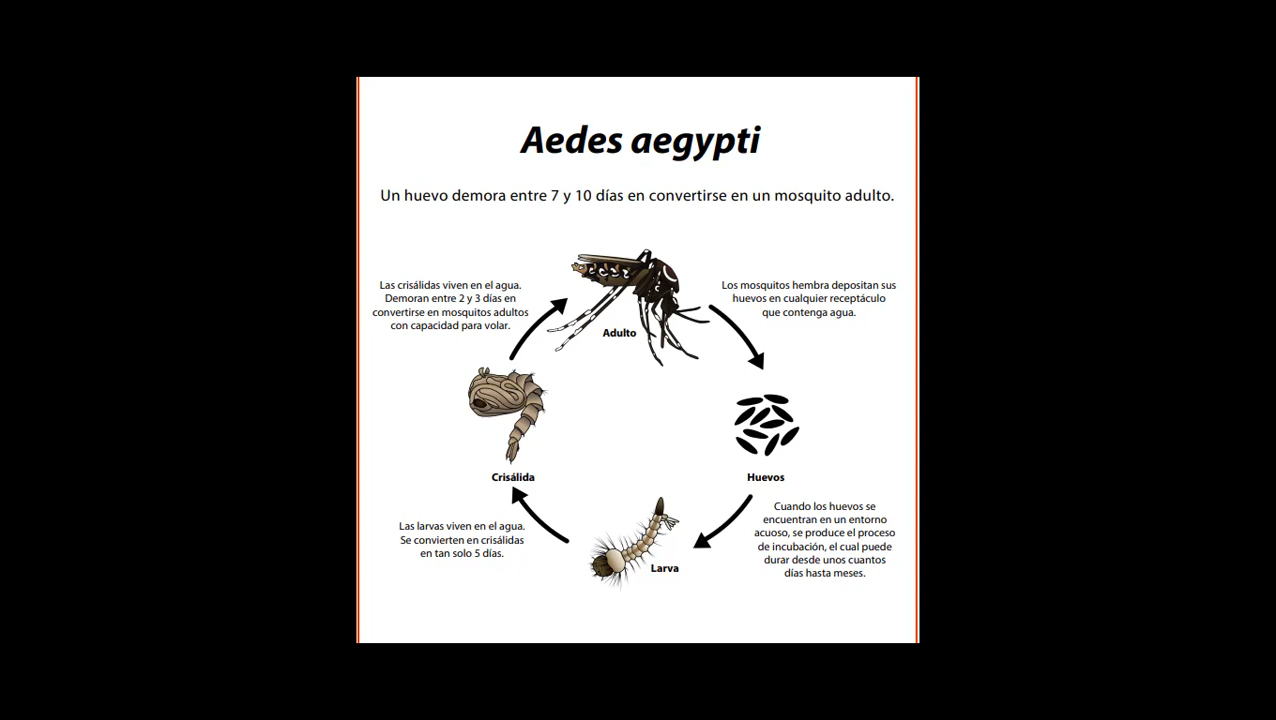 Aedes aegypti
Un huevo demora entre 7 y 10 días en convertirse en un mosquito adulto.
Las crisálidas viven en el agua.
Demoran entre 2 y 3 días en
convertirse en mosquitos adultos
con capacidad para volar.
Adulto
Los mosquitos hembra depositan sus
huevos en cualquier receptáculo
que contenga agua.
Crisálida
Huevos
Las larvas viven en el agua.
Se convierten en crisálidas
en tan solo 5 días.
Larva
Cuando los huevos se
encuentran en un entorno
acuoso, se produce el proceso
de incubación, el cual puede
durar desde unos cuantos
días hasta meses.